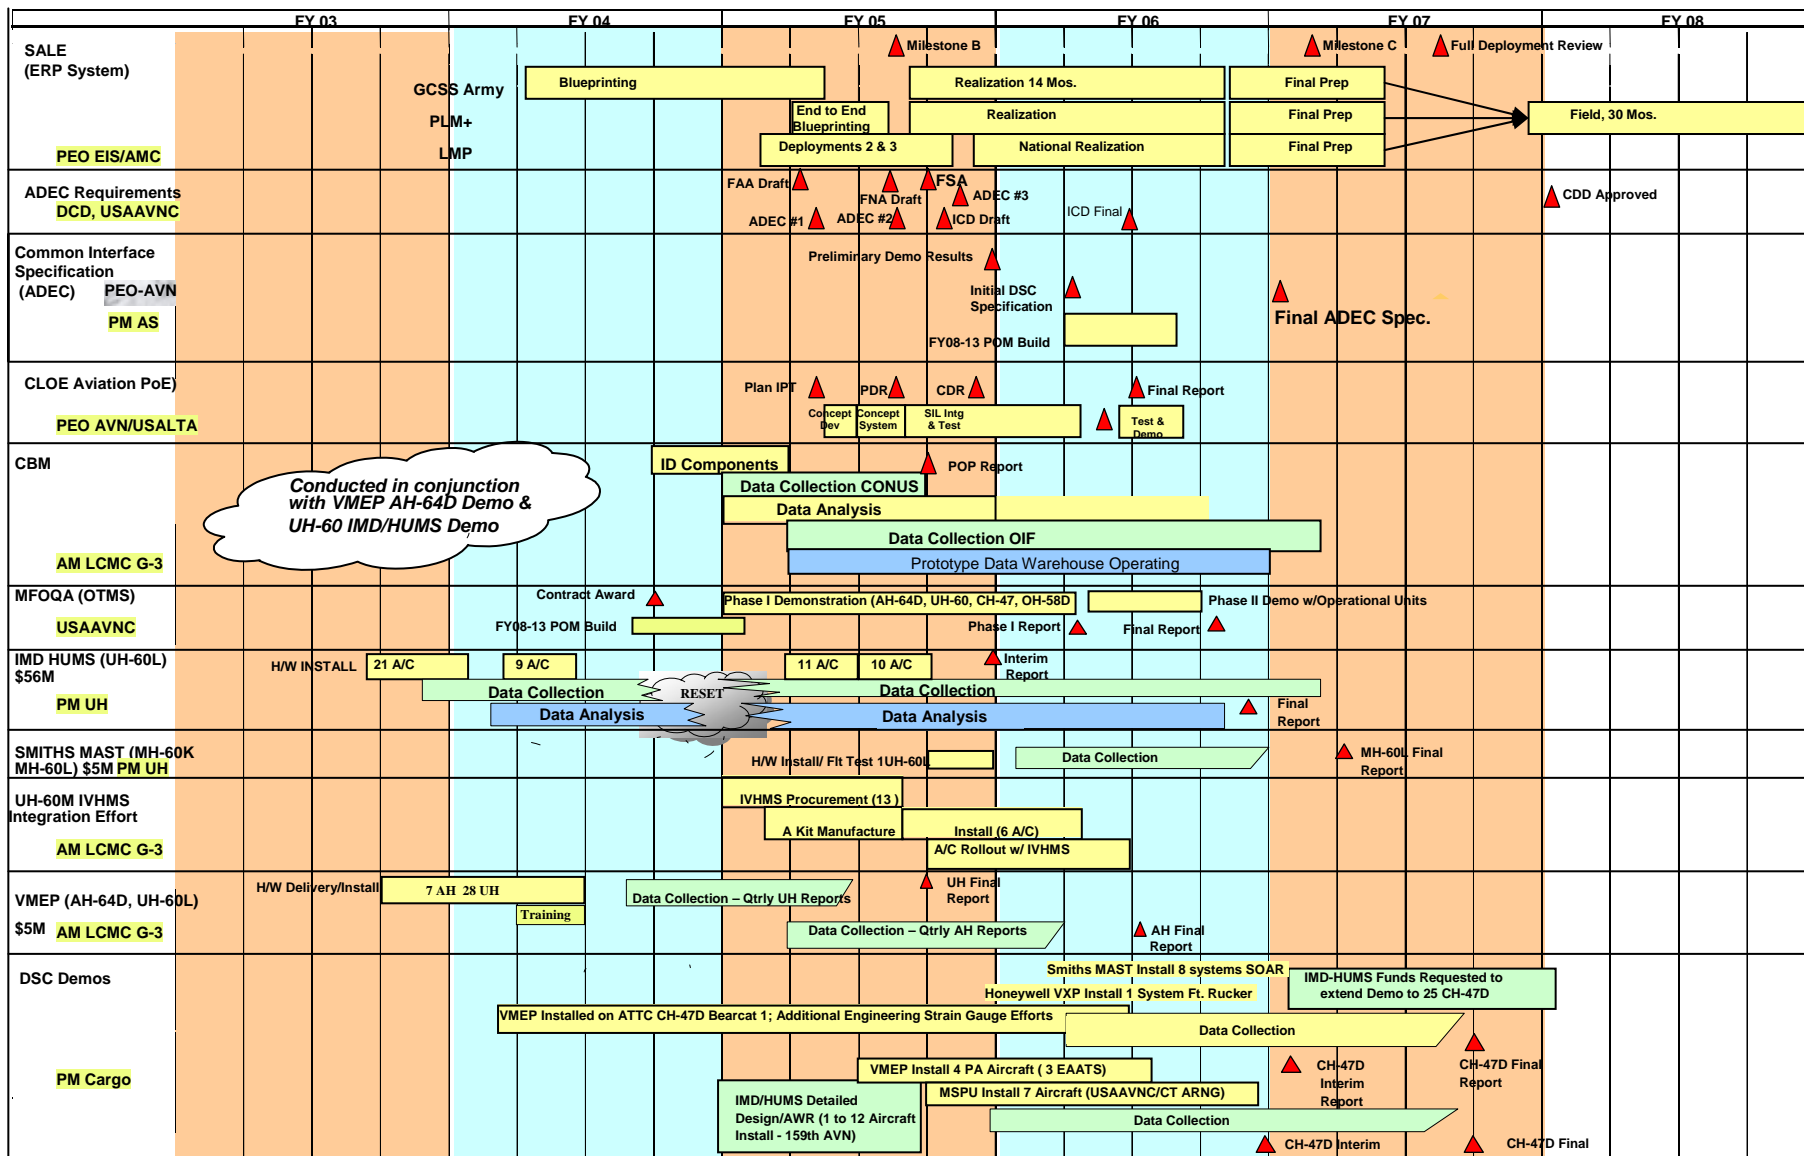 FY 03 FY 04 FY 05 FY 06 FY 07 FY 08
SALE
(ERP System)
Milestone B
Milestone C
Full Deployment Review
GCSS Army
Blueprinting
Realization 14 Mos.
Final Prep
PLM+
End to End
Blueprinting
Realization
Final Prep
Field, 30 Mos.
PEO EIS/AMC
LMP
Deployments 2 & 3
National Realization
Final Prep
ADEC Requirements
DCD, USAAVNC
FAA Draft
FNA Draft
FSA
ADEC #3
ADEC #1
ADEC #2
ICD Draft
ICD Final
CDD Approved
Common Interface
Specification
(ADEC)
PEO-AVN
PM AS
Preliminary Demo Results
Initial DSC
Specification
Final ADEC Spec.
FY08-13 POM Build
CLOE Aviation PoE)
PEO AVN/USALTA
Plan IPT
PDR
CDR
Final Report
Concept
Dev
Concept
System
SIL Intg
& Test
Test &
Demo
CBM
Conducted in conjunction
with VMEP AH-64D Demo &
UH-60 IMD/HUMS Demo
AM LCMC G-3
ID Components
POP Report
Data Collection CONUS
Data Analysis
Data Collection OIF
Prototype Data Warehouse Operating
MFOQA (OTMS)
USAAVNC
Contract Award
Phase I Demonstration (AH-64D, UH-60, CH-47, OH-58D
Phase II Demo w/Operational Units
FY08-13 POM Build
Phase I Report
Final Report
IMD HUMS (UH-60L)
$56M
PM UH
H/W INSTALL
21 A/C
9 A/C
11 A/C
10 A/C
Interim
Report
Data Collection
RESET
Data Collection
Data Analysis
Data Analysis
Final
Report
SMITHS MAST (MH-60K
MH-60L) $5M PM UH
H/W Install/ Flt Test 1UH-60L
Data Collection
MH-60L Final
Report
UH-60M IVHMS
Integration Effort
AM LCMC G-3
IVHMS Procurement (13 )
A Kit Manufacture
Install (6 A/C)
A/C Rollout w/ IVHMS
VMEP (AH-64D, UH-60L)
$5M AM LCMC G-3
H/W Delivery/Install
7 AH 28 UH
Training
Data Collection – Qtrly UH Reports
UH Final
Report
Data Collection – Qtrly AH Reports
AH Final
Report
DSC Demos
PM Cargo
Smiths MAST Install 8 systems SOAR
Honeywell VXP Install 1 System Ft. Rucker
IMD-HUMS Funds Requested to
extend Demo to 25 CH-47D
VMEP Installed on ATTC CH-47D Bearcat 1; Additional Engineering Strain Gauge Efforts
Data Collection
VMEP Install 4 PA Aircraft ( 3 EAATS)
CH-47D
Interim
Report
CH-47D Final
Report
MSPU Install 7 Aircraft (USAAVNC/CT ARNG)
IMD/HUMS Detailed
Design/AWR (1 to 12 Aircraft
Install - 159th AVN)
Data Collection
CH-47D Interim
CH-47D Final